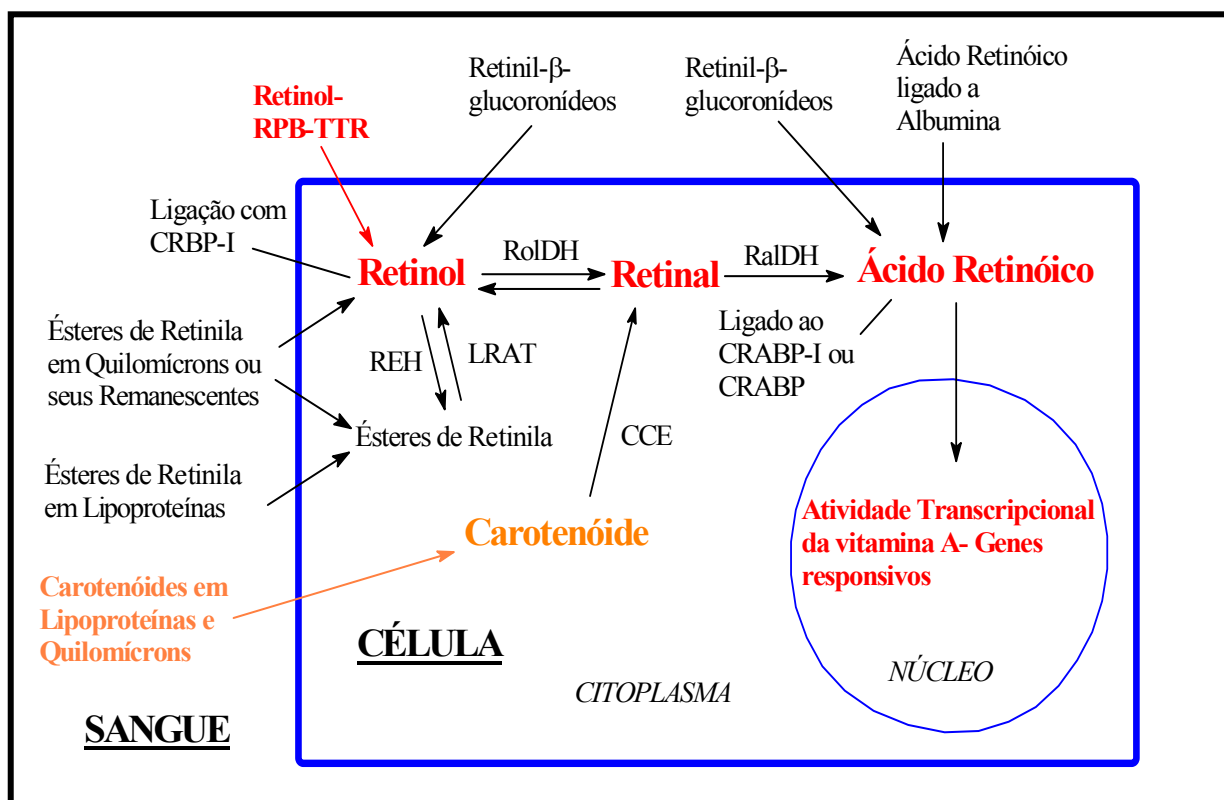 Retinol-
RPB-TTR
Retinil-β-
glucoronídeos
Retinil-β-
glucoronídeos
Ácido Retinóico
ligado a
Albumina
Ligação com
CRBP-I
Retinol
RolDH
Retinal
RalDH
Ácido Retinóico
Ésteres de Retinila
em Quilomícrons ou
seus Remanescentes
REH
LRAT
Ligado ao
CRABP-I ou
CRABP
Ésteres de Retinila
CCE
Ésteres de Retinila
em Lipoproteínas
Carotenóide
Atividade Transcripcional
da vitamina A- Genes
responsivos
Carotenóides em
Lipoproteínas e
Quilomícrons
CÉLULA
CITOPLASMA
NÚCLEO
SANGUE